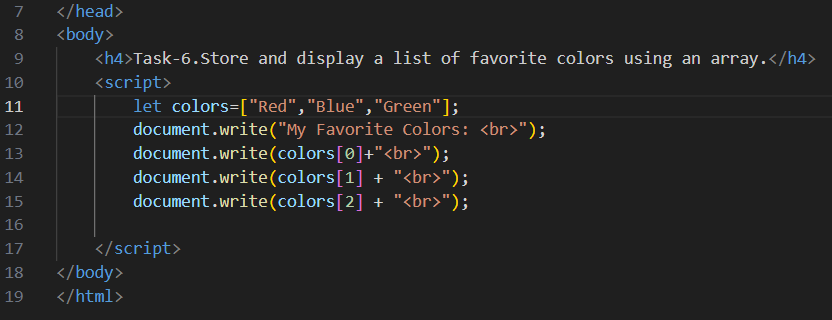 7 </head>
8 <body>
9 <h4>Task-6.Store and display a list of favorite colors using an array.</h4>
10 <script>
11 let colors=["Red","Blue","Green"];
12 document.write("My Favorite Colors: <br>");
13 document.write(colors[0]+"<br>");
14 document.write(colors[1] + "<br>");
15 document.write(colors[2] + "<br>");
16
17 </script>
18 </body>
19 </html>